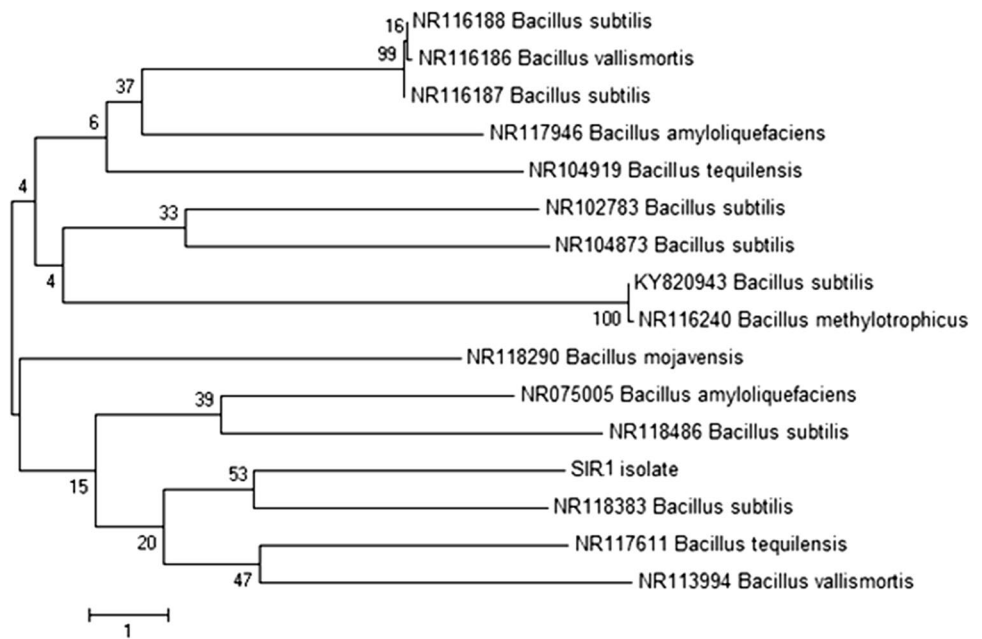 16
NR116188 Bacillus subtilis
99
NR116186 Bacillus vallismortis
NR116187 Bacillus subtilis
37
6
NR117946 Bacillus amyloliquefaciens
NR104919 Bacillus tequilensis
4
33
NR102783 Bacillus subtilis
NR104873 Bacillus subtilis
4
KY820943 Bacillus subtilis
100
NR116240 Bacillus methylotrophicus
NR118290 Bacillus mojavensis
39
NR075005 Bacillus amyloliquefaciens
NR118486 Bacillus subtilis
15
53
SIR1 isolate
NR118383 Bacillus subtilis
20
NR117611 Bacillus tequilensis
47
NR113994 Bacillus vallismortis
1